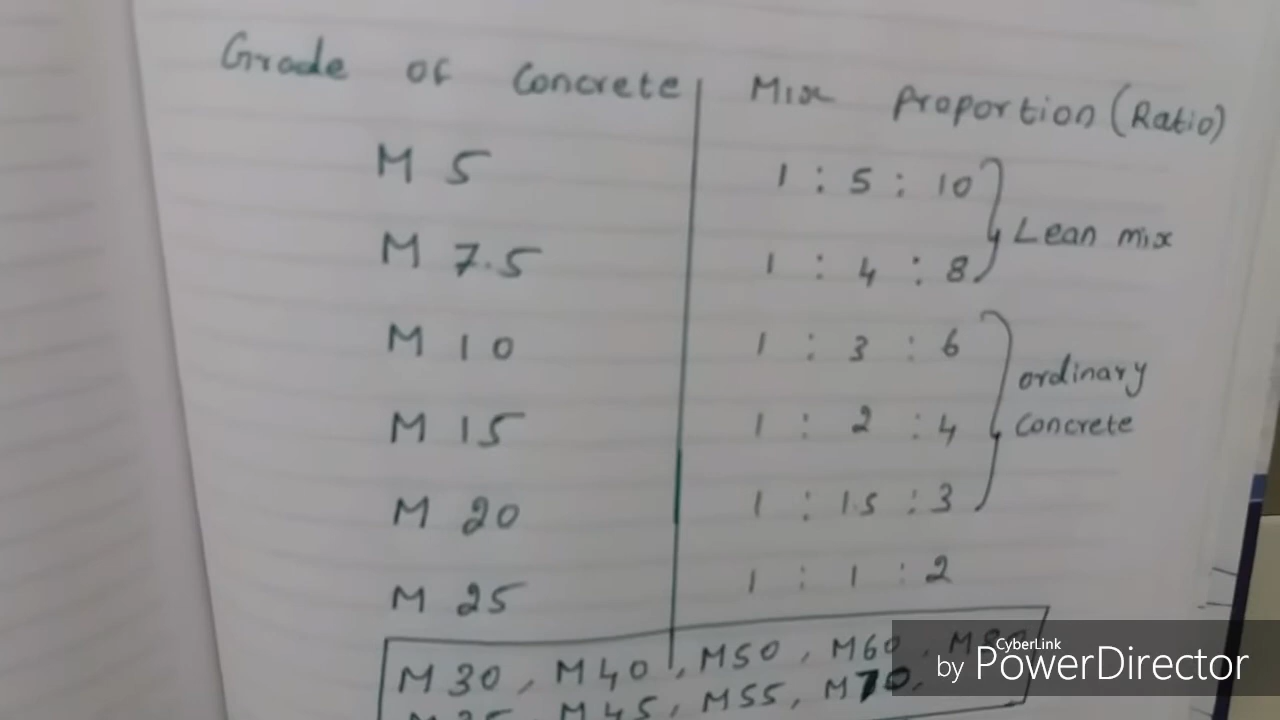 Grade of Concrete Mix Proportion (Ratio)
M 5 1 : 5 : 10
Lean mix
M 7.5 1 : 4 : 8
M 10 1 : 3 : 6
ordinary
M 15 1 : 2 : 4
Concrete
M 20 1 : 1.5 : 3
M 25 1 : 1 : 2
M30, M40, M50, M60,
M45, M55, M70,
CyberLink
by PowerDirector